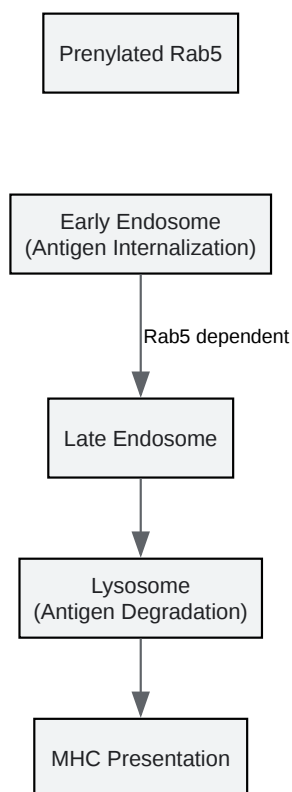 Prenylated Rab5
Early Endosome
(Antigen Internalization)
Rab5 dependent
Late Endosome
Lysosome
(Antigen Degradation)
MHC Presentation